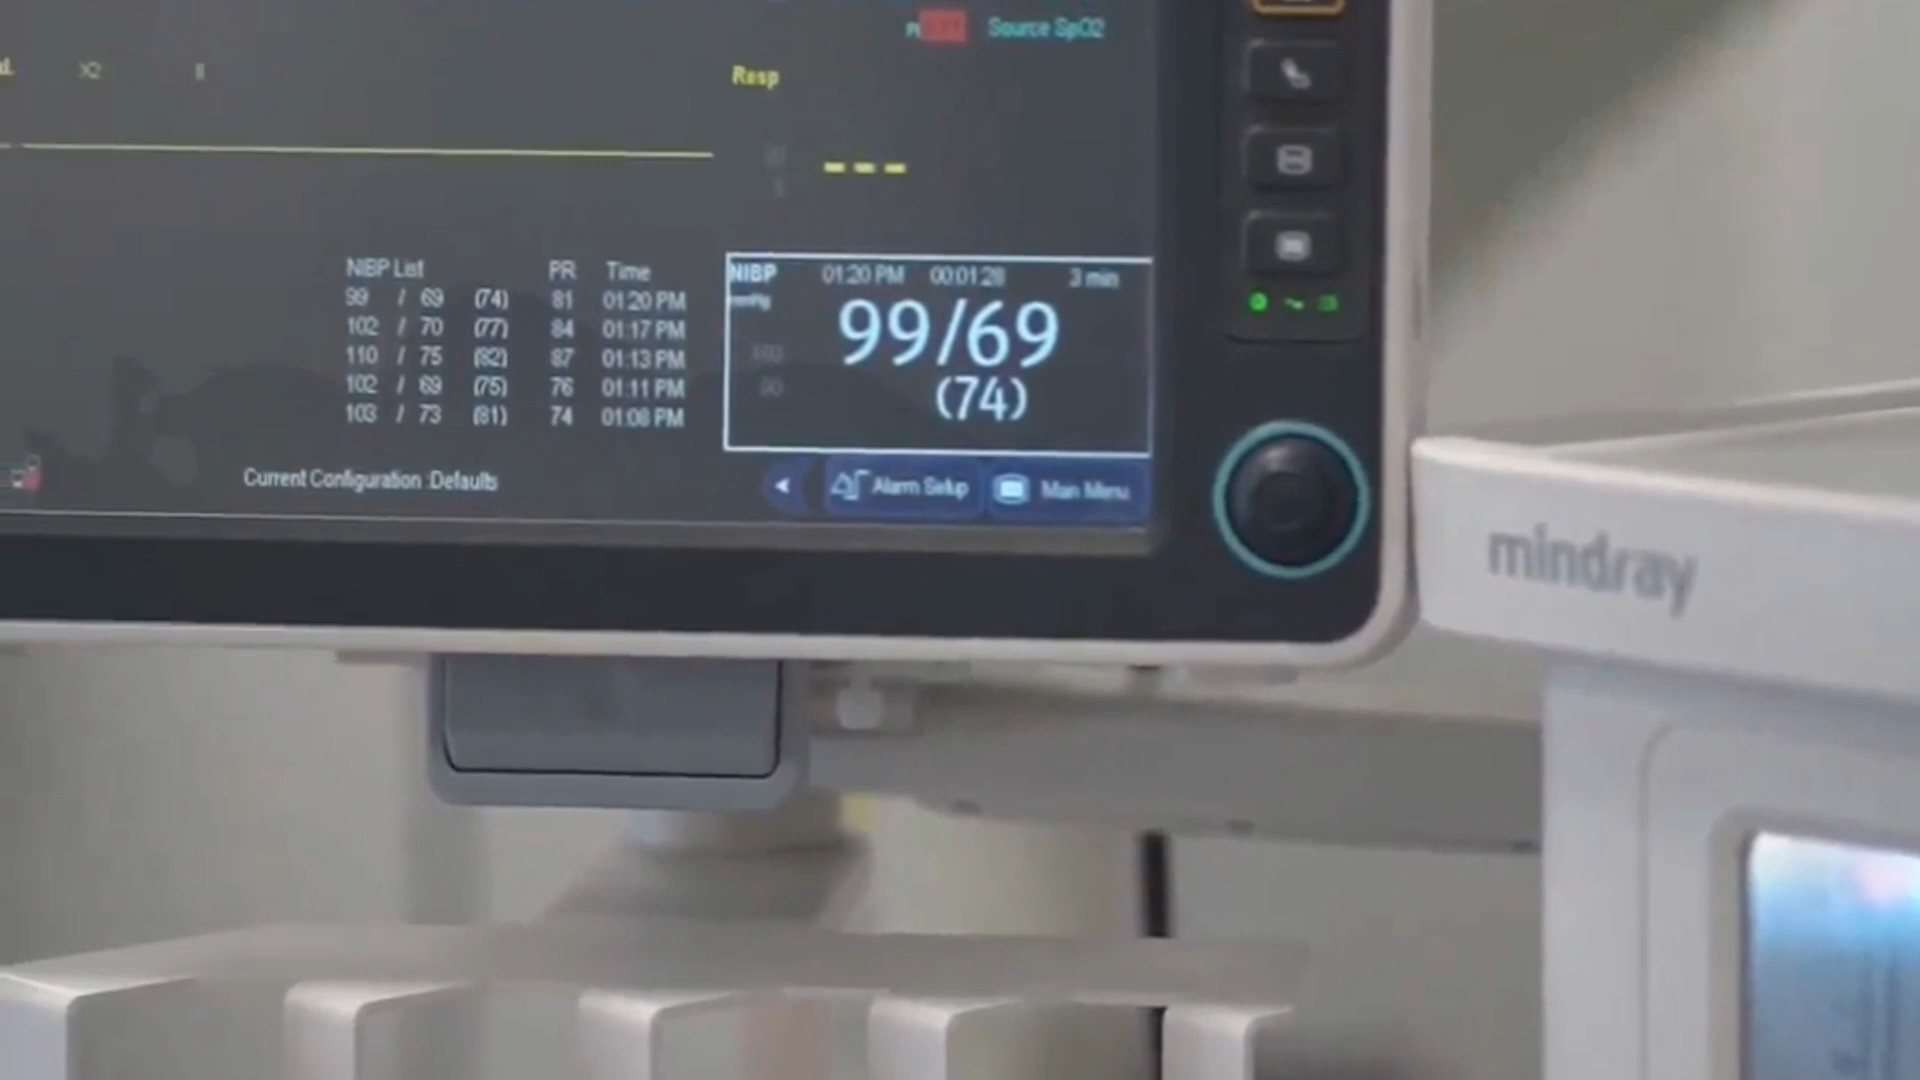 Source SpO2
X2 II
Resp
NIBP List PR Time
99 / 69 (74) 81 01:20 PM
102 / 70 (77) 84 01:17 PM
110 / 75 (82) 87 01:13 PM
102 / 69 (75) 76 01:11 PM
103 / 73 (81) 74 01:08 PM
NIBP 01:20 PM 00:01:28 3 min
mmHg
99/69
(74)
Current Configuration :Defaults
Alarm Setup
Main Menu
mindray